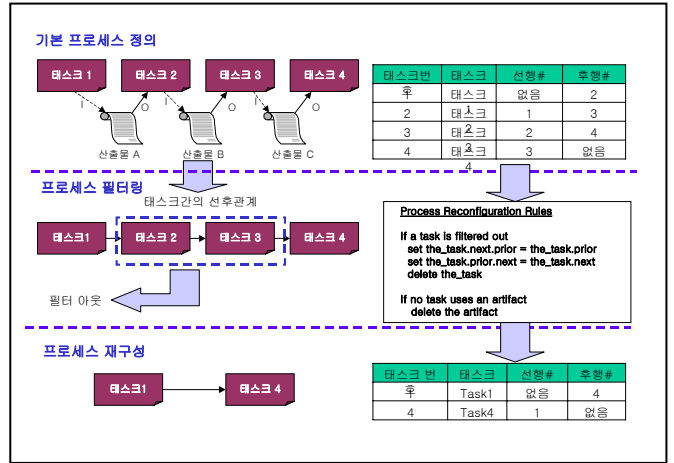 기본 프로세스 정의
태스크 1
태스크 2
태스크 3
태스크 4
I
O
I
O
I
O
산출물 A
산출물 B
산출물 C
태스크번 태스크 선행# 후행#
호 태스크 없음 2
1
2 태스크 1 3
2
3 태스크 2 4
3
4 태스크 3 없음
4
프로세스 필터링
태스크간의 선후관계
태스크1
태스크 2
태스크 3
태스크 4
필터 아웃
Process Reconfiguration Rules
If a task is filtered out
set the_task.next.prior = the_task.prior
set the_task.prior.next = the_task.next
delete the_task
If no task uses an artifact
delete the artifact
프로세스 재구성
태스크1
태스크 4
태스크 번 태스크 선행# 후행#
호 Task1 없음 4
4 Task4 1 없음